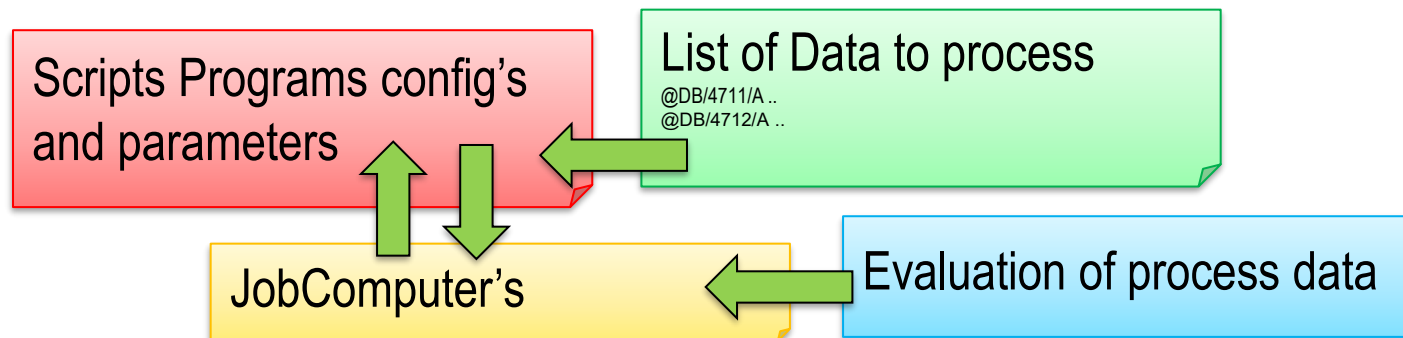 Scripts Programs config's
and parameters
List of Data to process
@DB/4711/A ..
@DB/4712/A ..
JobComputer's
Evaluation of process data